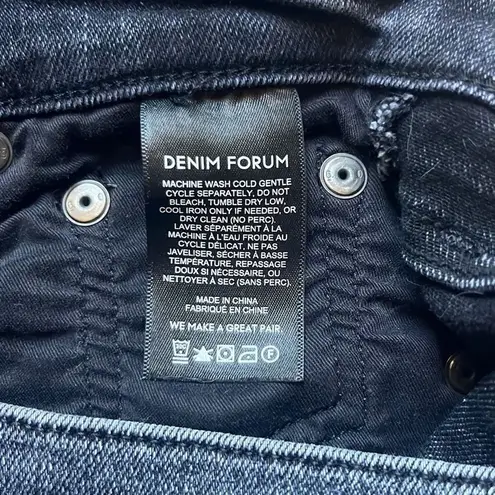 DENIM FORUM
MACHINE WASH COLD GENTLE
CYCLE SEPARATELY, DO NOT
BLEACH, TUMBLE DRY LOW,
COOL IRON ONLY IF NEEDED, OR
DRY CLEAN (NO PERC).
LAVER SÉPARÉMENT À LA
MACHINE À L'EAU FROIDE AU
CYCLE DÉLICAT, NE PAS
JAVELISER, SÉCHER À BASSE
TEMPÉRATURE, REPASSAGE
DOUX SI NÉCESSAIRE, OU
NETTOYER À SEC (SANS PERC).
MADE IN CHINA
FABRIQUÉ EN CHINE
WE MAKE A GREAT PAIR.
F